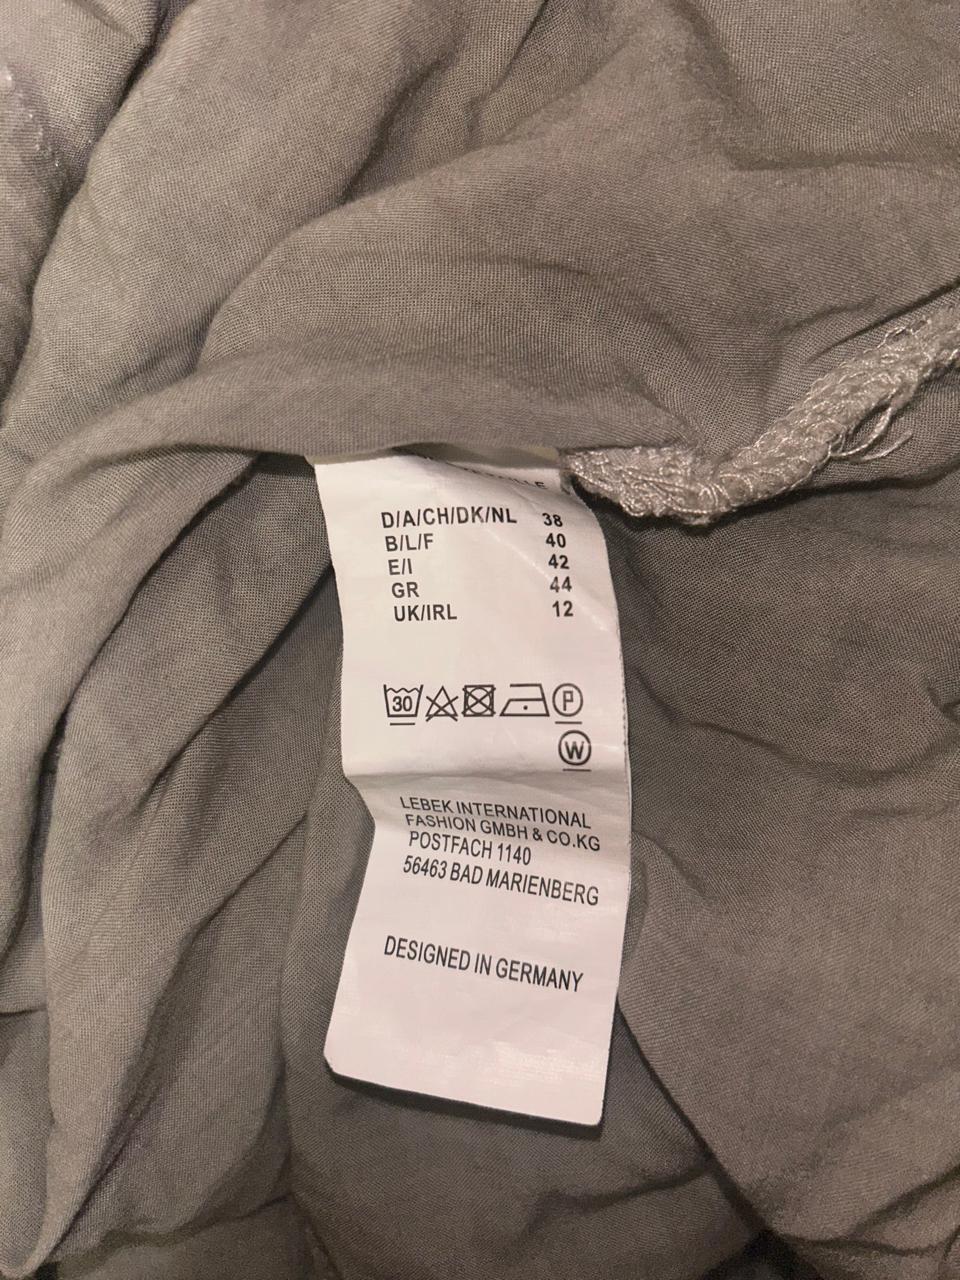 D/A/CH/DK/NL 38
B/L/F 40
E/I 42
GR 44
UK/IRL 12
30 P
W
LEBEK INTERNATIONAL
FASHION GMBH & CO.KG
POSTFACH 1140
56463 BAD MARIENBERG
DESIGNED IN GERMANY